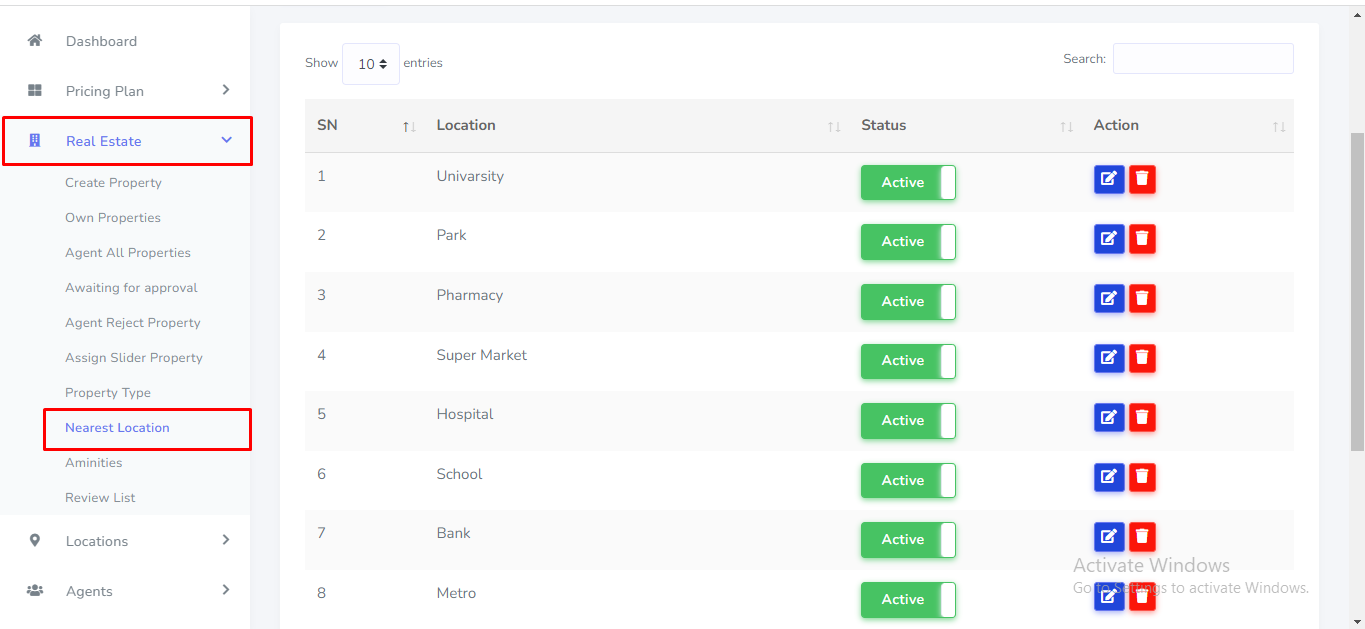 Dashboard
Pricing Plan
Real Estate
Create Property
Own Properties
Agent All Properties
Awaiting for approval
Agent Reject Property
Assign Slider Property
Property Type
Nearest Location
Aminities
Review List
Locations
Agents
Show 10 entries
Search:
SN Location Status Action
1 Univarsity Active
2 Park Active
3 Pharmacy Active
4 Super Market Active
5 Hospital Active
6 School Active
7 Bank Active
8 Metro Active
Activate Windows
Go to Settings to activate Windows.